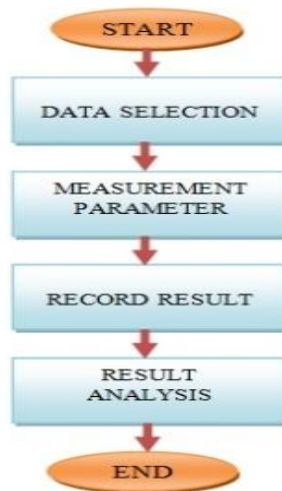 START
DATA SELECTION
MEASUREMENT
PARAMETER
RECORD RESULT
RESULT
ANALYSIS
END